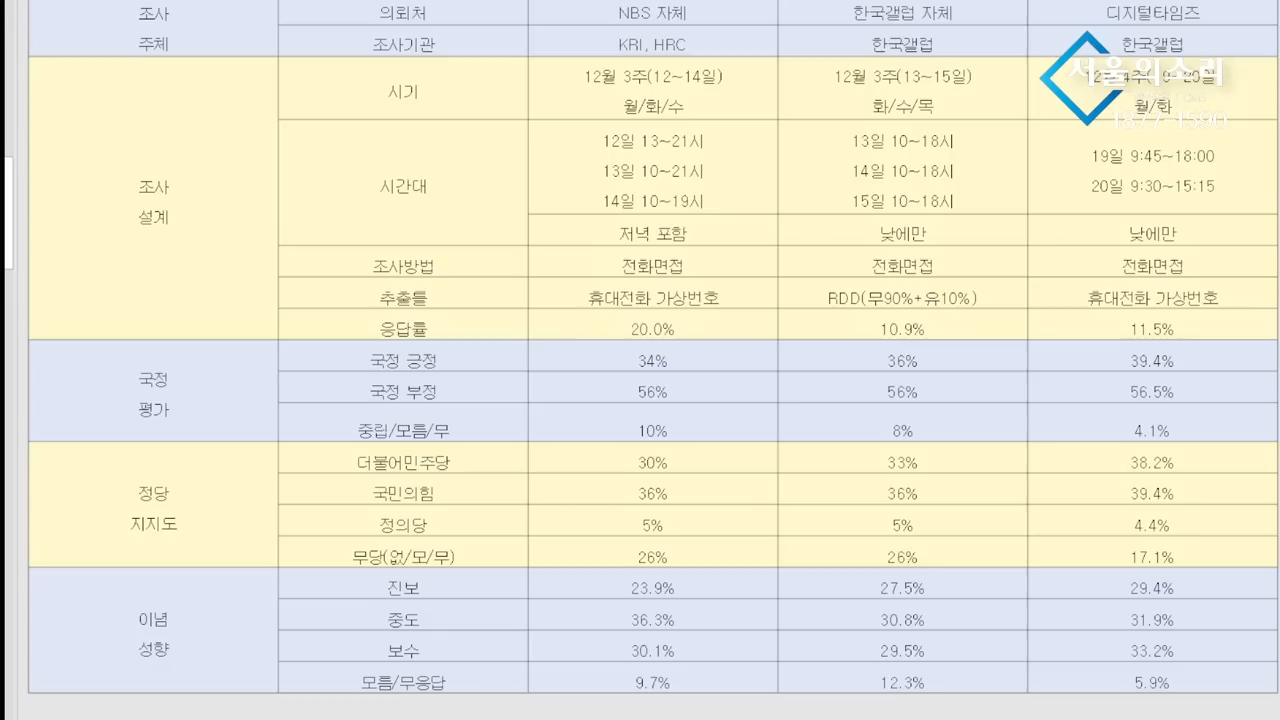 조사
주체
의뢰처
NBS 자체
한국갤럽 자체
디지털타임즈
조사기관
KRI, HRC
한국갤럽
한국갤럽
서울의소리
조사
설계
시기
12월 3주(12~14일)
월/화/수
12월 3주(13~15일)
화/수/목
월/화
시간대
12일 13~21시
13일 10~21시
14일 10~19시
13일 10~18시
14일 10~18시
15일 10~18시
19일 9:45~18:00
20일 9:30~15:15
저녁 포함
낮에만
낮에만
조사방법
전화면접
전화면접
전화면접
추출틀
휴대전화 가상번호
RDD(무90%+유10%)
휴대전화 가상번호
응답률
20.0%
10.9%
11.5%
국정
평가
국정 긍정
34%
36%
39.4%
국정 부정
56%
56%
56.5%
중립/모름/무
10%
8%
4.1%
정당
지지도
더불어민주당
30%
33%
38.2%
국민의힘
36%
36%
39.4%
정의당
5%
5%
4.4%
무당(없/모/무)
26%
26%
17.1%
이념
성향
진보
23.9%
27.5%
29.4%
중도
36.3%
30.8%
31.9%
보수
30.1%
29.5%
33.2%
모름/무응답
9.7%
12.3%
5.9%